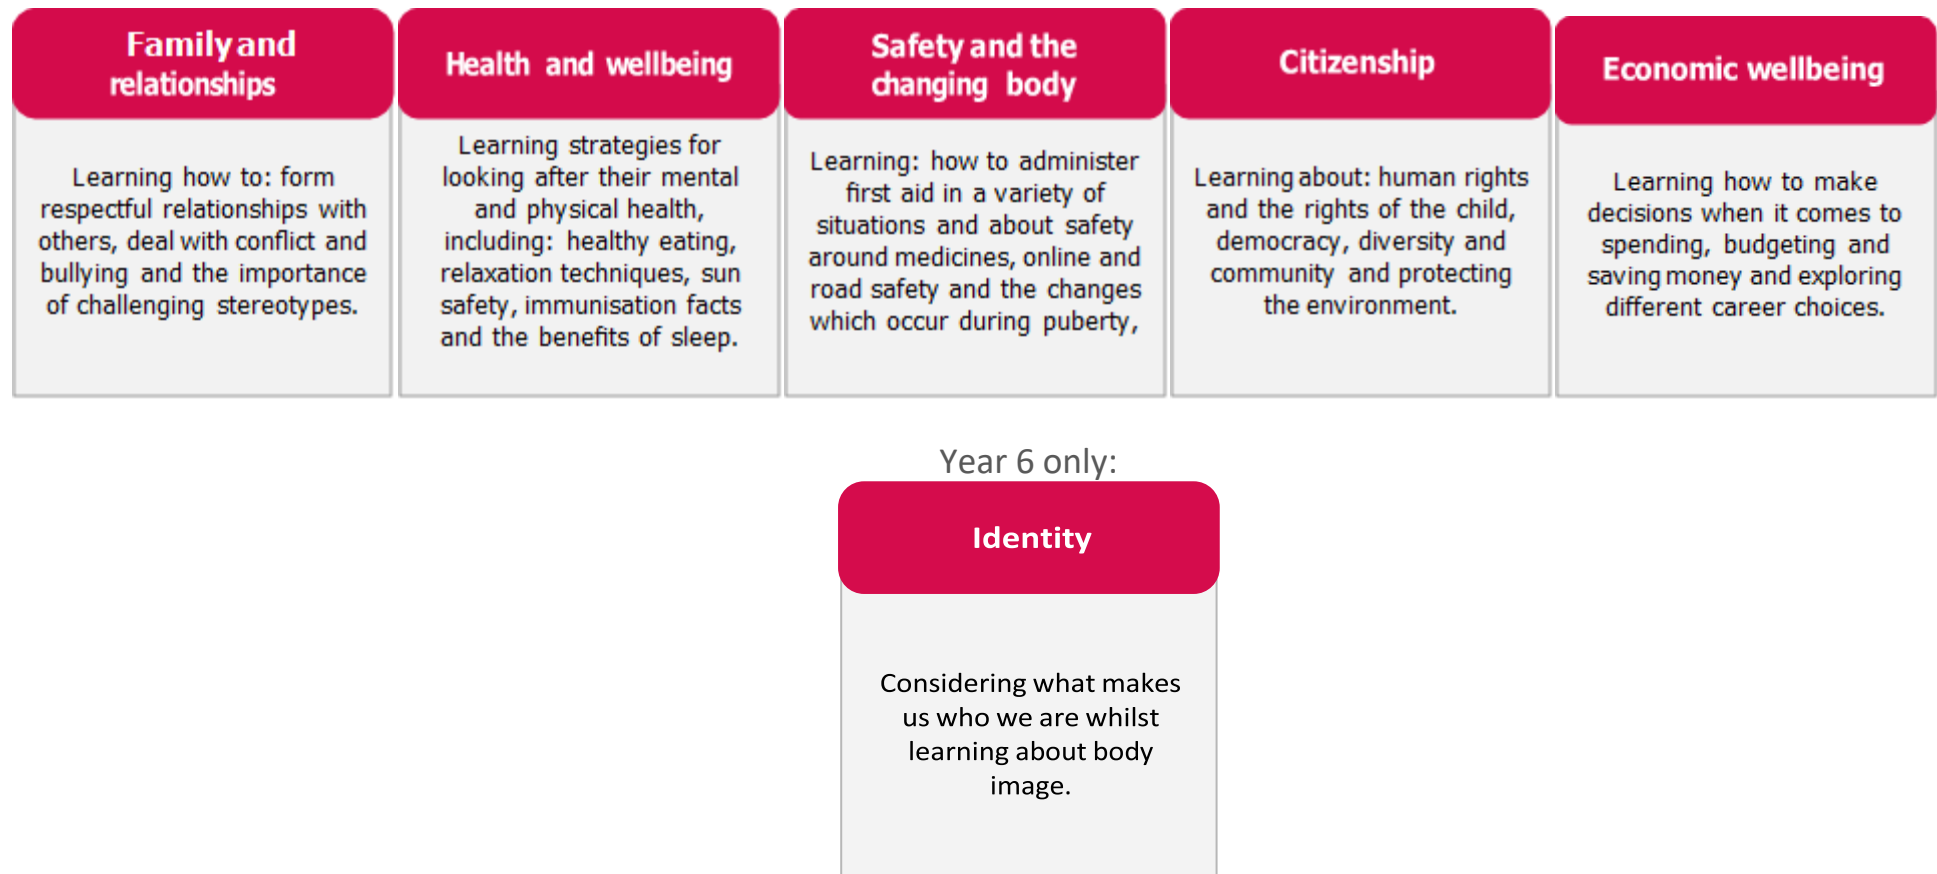 Family and
relationships
Learning how to: form
respectful relationships with
others, deal with conflict and
bullying and the importance
of challenging stereotypes.
Health and wellbeing
Learning strategies for
looking after their mental
and physical health,
including: healthy eating,
relaxation techniques, sun
safety, immunisation facts
and the benefits of sleep.
Safety and the
changing body
Learning: how to administer
first aid in a variety of
situations and about safety
around medicines, online and
road safety and the changes
which occur during puberty,
Citizenship
Learning about: human rights
and the rights of the child,
democracy, diversity and
community and protecting
the environment.
Economic wellbeing
Learning how to make
decisions when it comes to
spending, budgeting and
saving money and exploring
different career choices.
Year 6 only:
Identity
Considering what makes
us who we are whilst
learning about body
image.